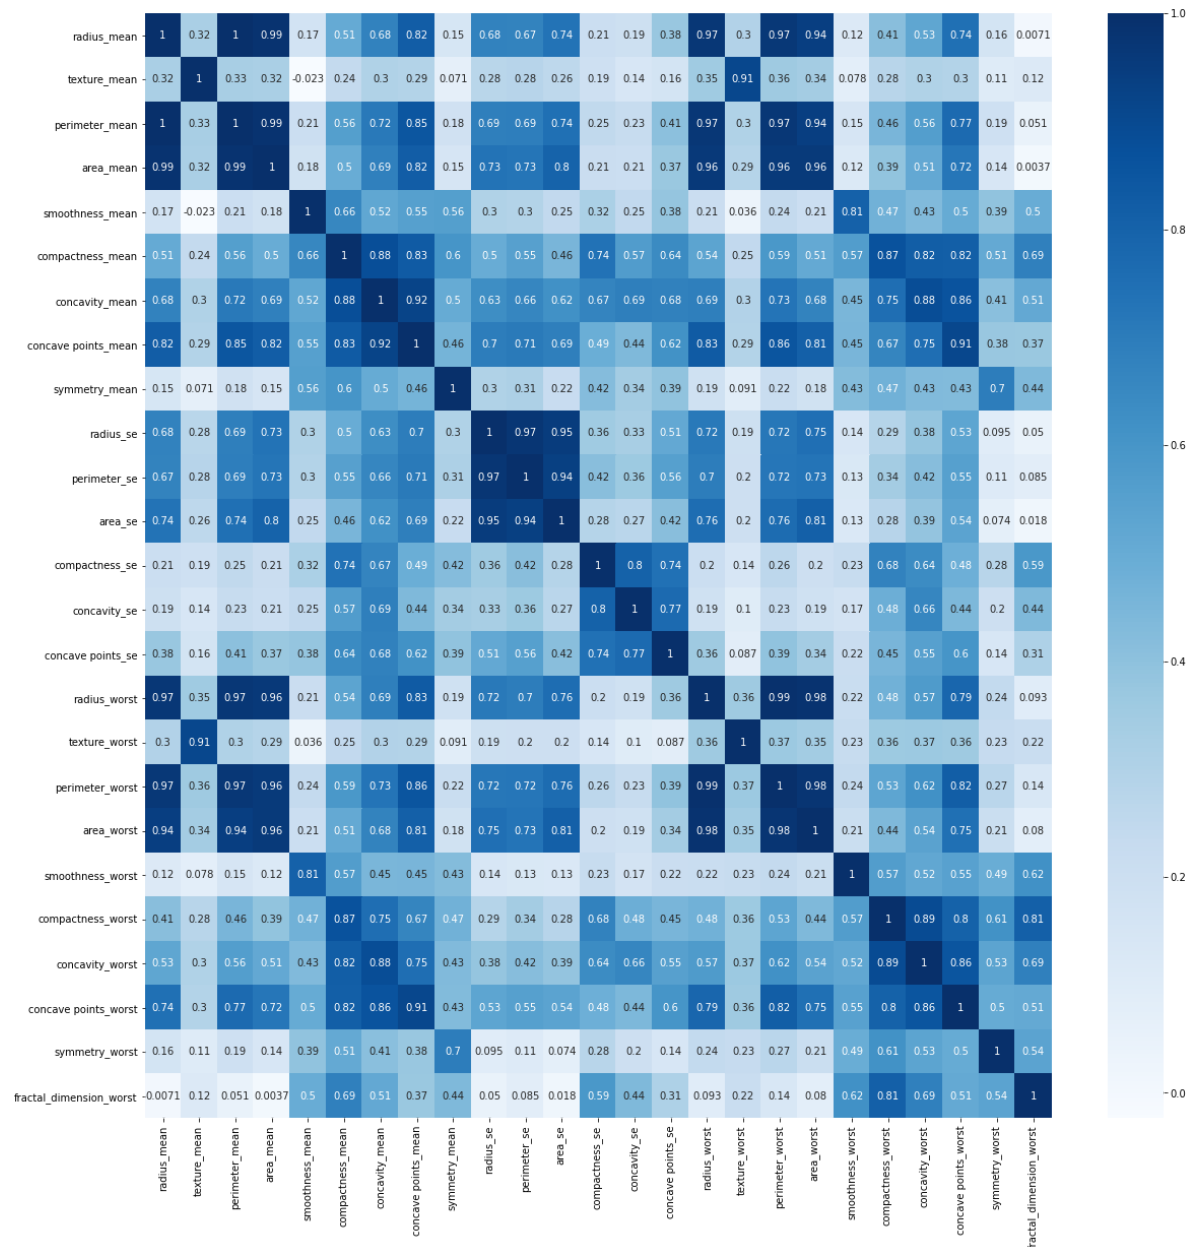 1.0
radius_mean 1 0.32 1 0.99 0.17 0.51 0.68 0.82 0.15 0.68 0.67 0.74 0.21 0.19 0.38 0.97 0.3 0.97 0.94 0.12 0.41 0.53 0.74 0.16 0.0071
texture_mean 0.32 1 0.33 0.32 -0.023 0.24 0.3 0.29 0.071 0.28 0.28 0.26 0.19 0.14 0.16 0.35 0.91 0.36 0.34 0.078 0.28 0.3 0.3 0.11 0.12
perimeter_mean 1 0.33 1 0.99 0.21 0.56 0.72 0.85 0.18 0.69 0.69 0.74 0.25 0.23 0.41 0.97 0.3 0.97 0.94 0.15 0.46 0.56 0.77 0.19 0.051
area_mean 0.99 0.32 0.99 1 0.18 0.5 0.69 0.82 0.15 0.73 0.73 0.8 0.21 0.21 0.37 0.96 0.29 0.96 0.96 0.12 0.39 0.51 0.72 0.14 0.0037
smoothness_mean 0.17 -0.023 0.21 0.18 1 0.66 0.52 0.55 0.56 0.3 0.3 0.25 0.32 0.25 0.38 0.21 0.036 0.24 0.21 0.81 0.47 0.43 0.5 0.39 0.5
0.8
compactness_mean 0.51 0.24 0.56 0.5 0.66 1 0.88 0.83 0.6 0.5 0.55 0.46 0.74 0.57 0.64 0.54 0.25 0.59 0.51 0.57 0.87 0.82 0.82 0.51 0.69
concavity_mean 0.68 0.3 0.72 0.69 0.52 0.88 1 0.92 0.5 0.63 0.66 0.62 0.67 0.69 0.68 0.69 0.3 0.73 0.68 0.45 0.75 0.88 0.86 0.41 0.51
concave points_mean 0.82 0.29 0.85 0.82 0.55 0.83 0.92 1 0.46 0.7 0.71 0.69 0.49 0.44 0.62 0.83 0.29 0.86 0.81 0.45 0.67 0.75 0.91 0.38 0.37
symmetry_mean 0.15 0.071 0.18 0.15 0.56 0.6 0.5 0.46 1 0.3 0.31 0.22 0.42 0.34 0.39 0.19 0.091 0.22 0.18 0.43 0.47 0.43 0.43 0.7 0.44
radius_se 0.68 0.28 0.69 0.73 0.3 0.5 0.63 0.7 0.3 1 0.97 0.95 0.36 0.33 0.51 0.72 0.19 0.72 0.75 0.14 0.29 0.38 0.53 0.095 0.05
0.6
perimeter_se 0.67 0.28 0.69 0.73 0.3 0.55 0.66 0.71 0.31 0.97 1 0.94 0.42 0.36 0.56 0.7 0.2 0.72 0.73 0.13 0.34 0.42 0.55 0.11 0.085
area_se 0.74 0.26 0.74 0.8 0.25 0.46 0.62 0.69 0.22 0.95 0.94 1 0.28 0.27 0.42 0.76 0.2 0.76 0.81 0.13 0.28 0.39 0.54 0.074 0.018
compactness_se 0.21 0.19 0.25 0.21 0.32 0.74 0.67 0.49 0.42 0.36 0.42 0.28 1 0.8 0.74 0.2 0.14 0.26 0.2 0.23 0.68 0.64 0.48 0.28 0.59
concavity_se 0.19 0.14 0.23 0.21 0.25 0.57 0.69 0.44 0.34 0.33 0.36 0.27 0.8 1 0.77 0.19 0.1 0.23 0.19 0.17 0.48 0.66 0.44 0.2 0.44
concave points_se 0.38 0.16 0.41 0.37 0.38 0.64 0.68 0.62 0.39 0.51 0.56 0.42 0.74 0.77 1 0.36 0.087 0.39 0.34 0.22 0.45 0.55 0.6 0.14 0.31
0.4
radius_worst 0.97 0.35 0.97 0.96 0.21 0.54 0.69 0.83 0.19 0.72 0.7 0.76 0.2 0.19 0.36 1 0.36 0.99 0.98 0.22 0.48 0.57 0.79 0.24 0.093
texture_worst 0.3 0.91 0.3 0.29 0.036 0.25 0.3 0.29 0.091 0.19 0.2 0.2 0.14 0.1 0.087 0.36 1 0.37 0.35 0.23 0.36 0.37 0.36 0.23 0.22
perimeter_worst 0.97 0.36 0.97 0.96 0.24 0.59 0.73 0.86 0.22 0.72 0.72 0.76 0.26 0.23 0.39 0.99 0.37 1 0.98 0.24 0.53 0.62 0.82 0.27 0.14
area_worst 0.94 0.34 0.94 0.96 0.21 0.51 0.68 0.81 0.18 0.75 0.73 0.81 0.2 0.19 0.34 0.98 0.35 0.98 1 0.21 0.44 0.54 0.75 0.21 0.08
smoothness_worst 0.12 0.078 0.15 0.12 0.81 0.57 0.45 0.45 0.43 0.14 0.13 0.13 0.23 0.17 0.22 0.22 0.23 0.24 0.21 1 0.57 0.52 0.55 0.49 0.62
0.2
compactness_worst 0.41 0.28 0.46 0.39 0.47 0.87 0.75 0.67 0.47 0.29 0.34 0.28 0.68 0.48 0.45 0.48 0.36 0.53 0.44 0.57 1 0.89 0.8 0.61 0.81
concavity_worst 0.53 0.3 0.56 0.51 0.43 0.82 0.88 0.75 0.43 0.38 0.42 0.39 0.64 0.66 0.55 0.57 0.37 0.62 0.54 0.52 0.89 1 0.86 0.53 0.69
concave points_worst 0.74 0.3 0.77 0.72 0.5 0.82 0.86 0.91 0.43 0.53 0.55 0.54 0.48 0.44 0.6 0.79 0.36 0.82 0.75 0.55 0.8 0.86 1 0.5 0.51
symmetry_worst 0.16 0.11 0.19 0.14 0.39 0.51 0.41 0.38 0.7 0.095 0.11 0.074 0.28 0.2 0.14 0.24 0.23 0.27 0.21 0.49 0.61 0.53 0.5 1 0.54
fractal_dimension_worst 0.0071 0.12 0.051 0.0037 0.5 0.69 0.51 0.37 0.44 0.05 0.085 0.018 0.59 0.44 0.31 0.093 0.22 0.14 0.08 0.62 0.81 0.69 0.51 0.54 1
0.0
radius_mean
texture_mean
perimeter_mean
area_mean
smoothness_mean
compactness_mean
concavity_mean
concave points_mean
symmetry_mean
radius_se
perimeter_se
area_se
compactness_se
concavity_se
concave points_se
radius_worst
texture_worst
perimeter_worst
area_worst
smoothness_worst
compactness_worst
concavity_worst
concave points_worst
symmetry_worst
fractal_dimension_worst